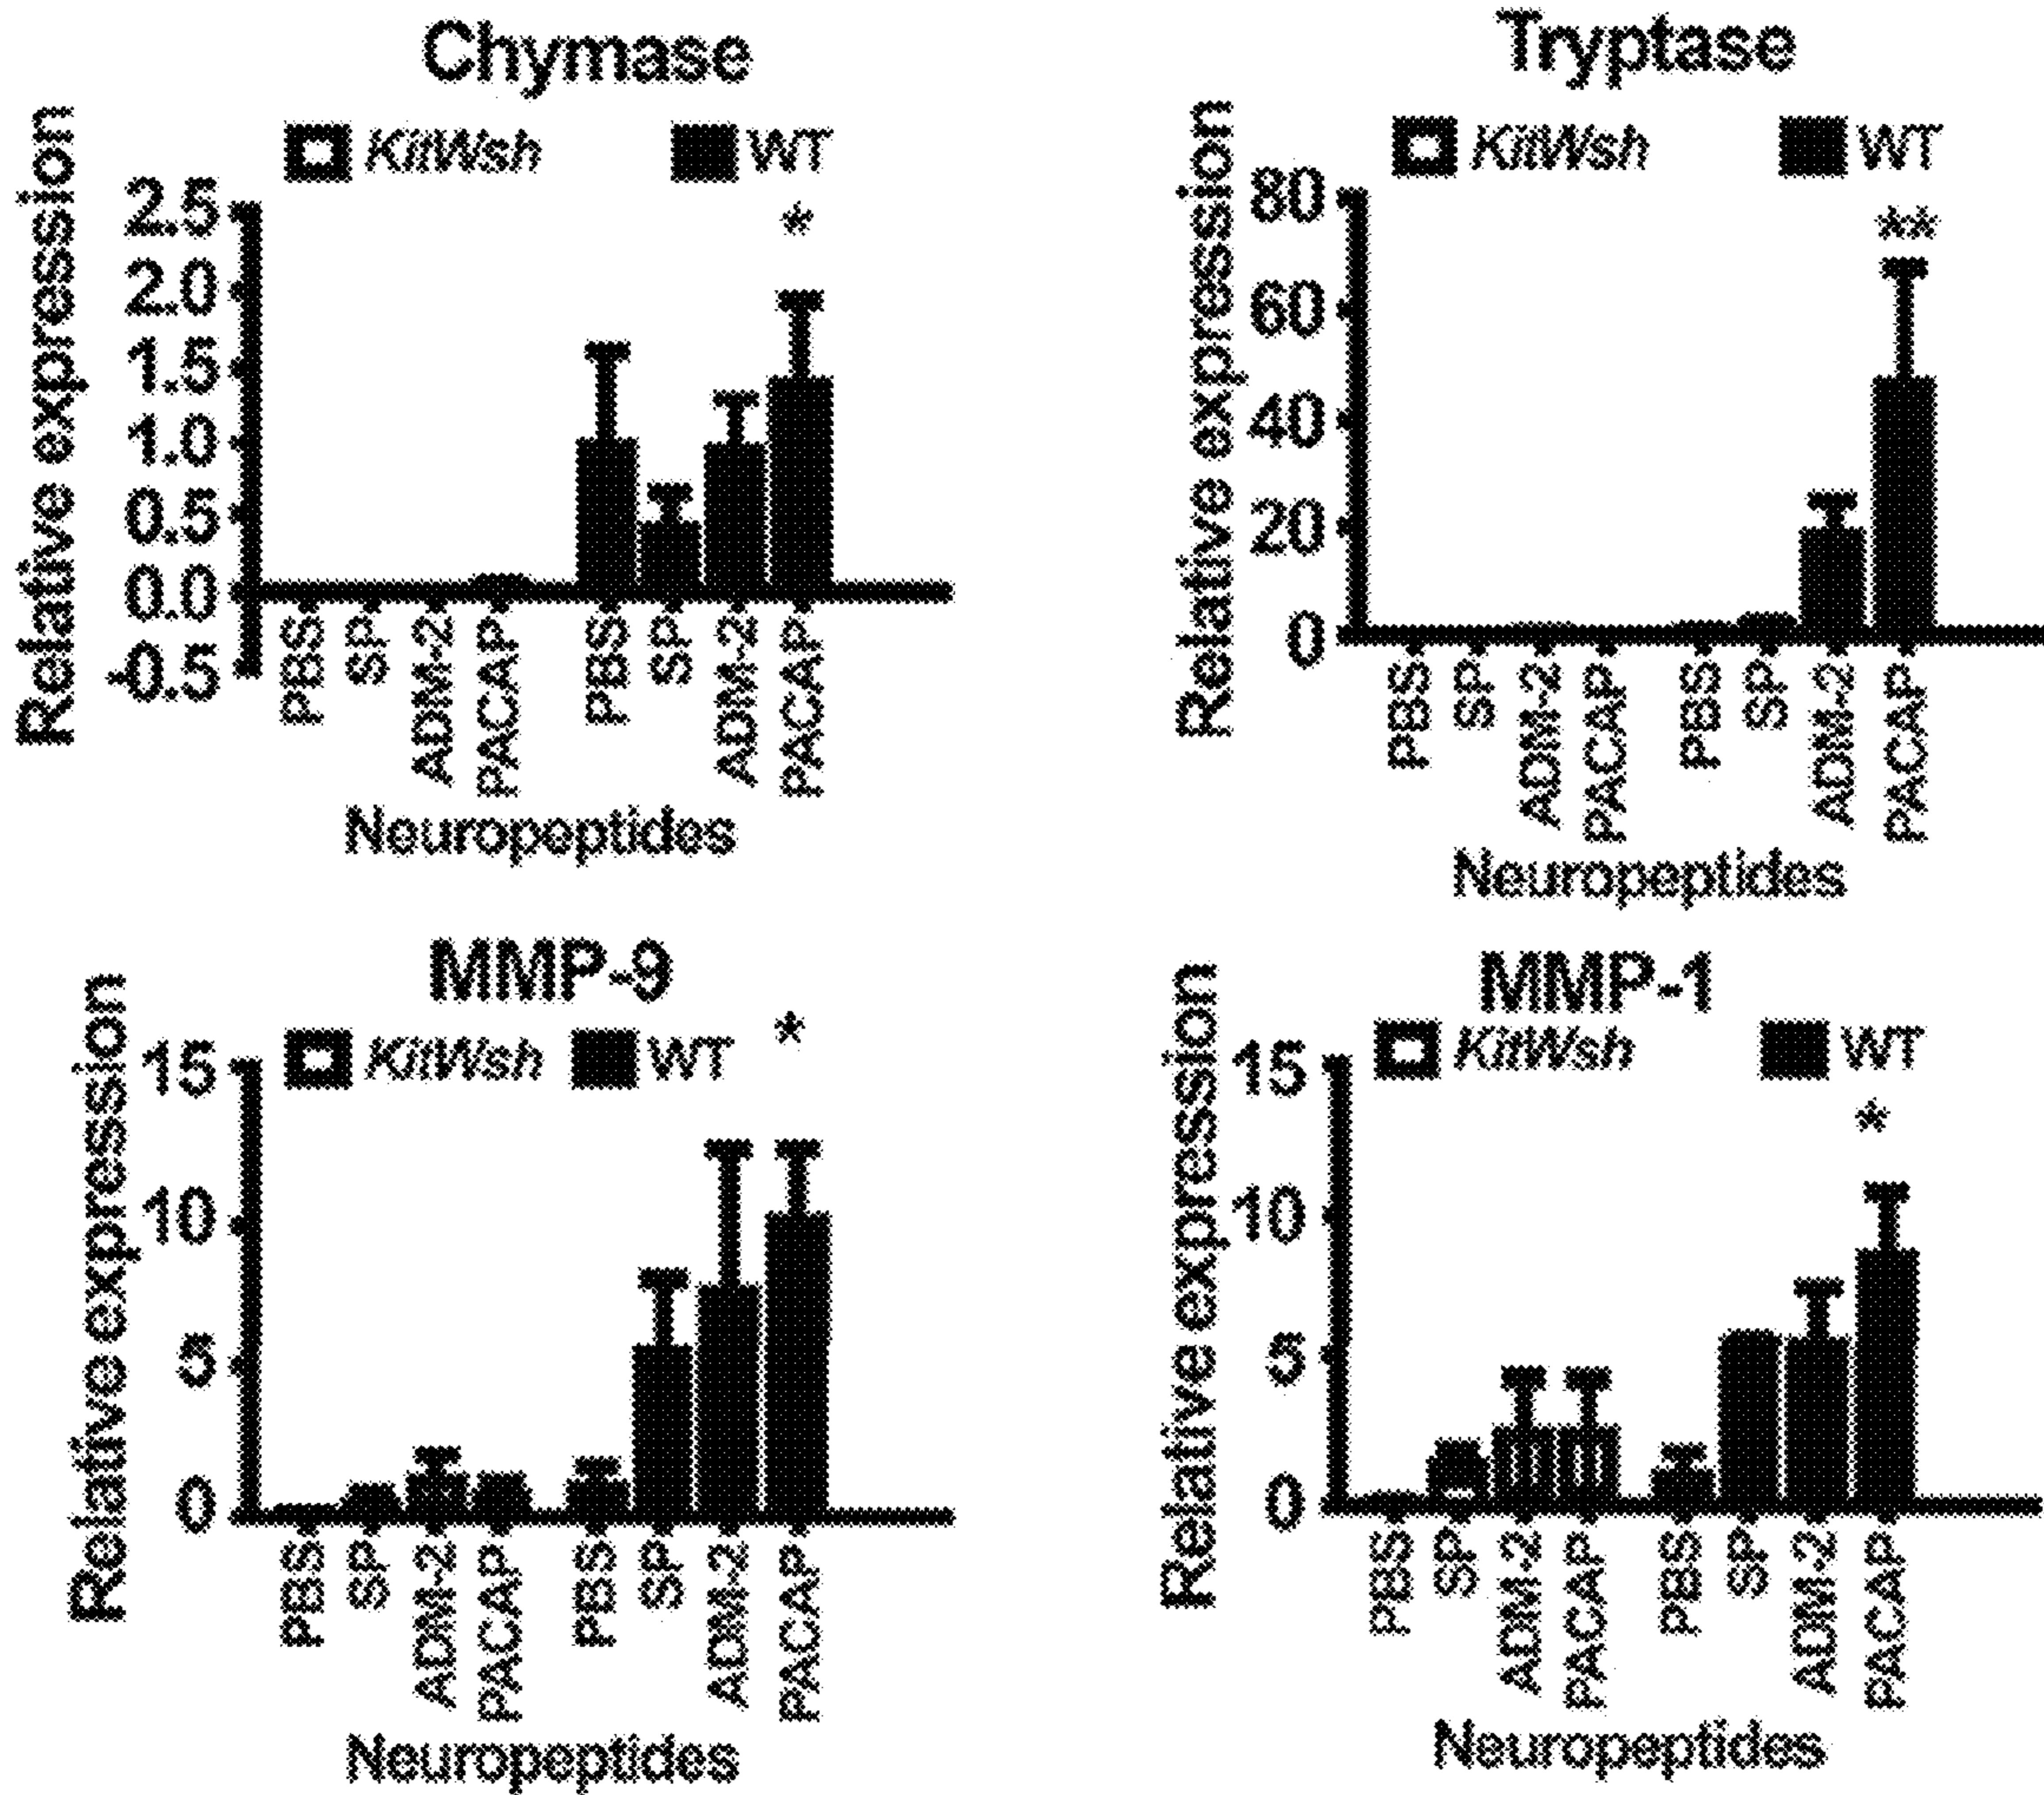 Chymase
KitWsh WT
Relative expression
2.5
*
2.0
1.5
1.0
0.5
0.0
-0.5
PBS SP ADM-2 PACAP PBS SP ADM-2 PACAP
Neuropeptides
Tryptase
KitWsh WT
Relative expression
80
**
60
40
20
0
PBS SP ADM-2 PACAP PBS SP ADM-2 PACAP
Neuropeptides
MMP-9
KitWsh WT *
Relative expression
15
10
5
0
PBS SP ADM-2 PACAP PBS SP ADM-2 PACAP
Neuropeptides
MMP-1
KitWsh WT
Relative expression
15
*
10
5
0
PBS SP ADM-2 PACAP PBS SP ADM-2 PACAP
Neuropeptides